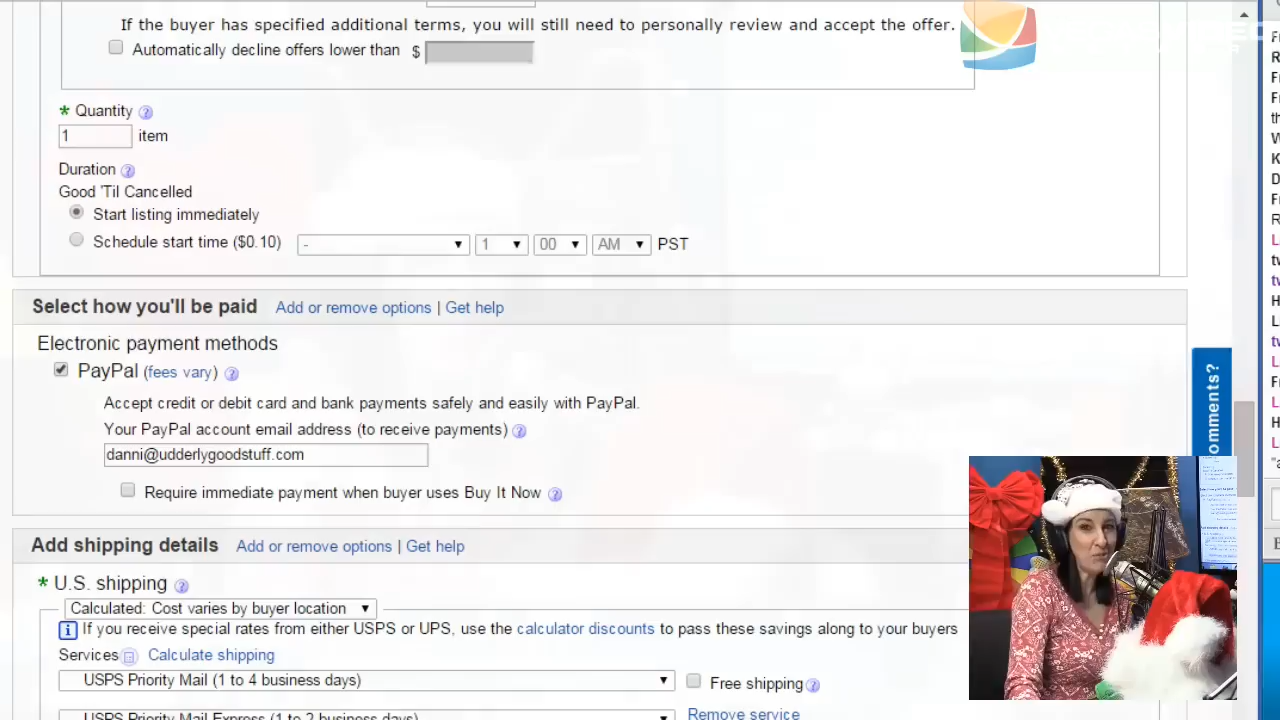 If the buyer has specified additional terms, you will still need to personally review and accept the offer.
Automatically decline offers lower than $
* Quantity
1 item
Duration
Good 'Til Cancelled
Start listing immediately
Schedule start time ($0.10) - 1 00 AM PST
Select how you'll be paid Add or remove options | Get help
Electronic payment methods
PayPal (fees vary)
Accept credit or debit card and bank payments safely and easily with PayPal.
Your PayPal account email address (to receive payments)
danni@udderlygoodstuff.com
Require immediate payment when buyer uses Buy It Now
omments?
Add shipping details Add or remove options | Get help
* U.S. shipping
Calculated: Cost varies by buyer location
If you receive special rates from either USPS or UPS, use the calculator discounts to pass these savings along to your buyers
Services Calculate shipping
USPS Priority Mail (1 to 4 business days) Free shipping
USPS Priority Mail Express (1 to 2 business days) Remove service